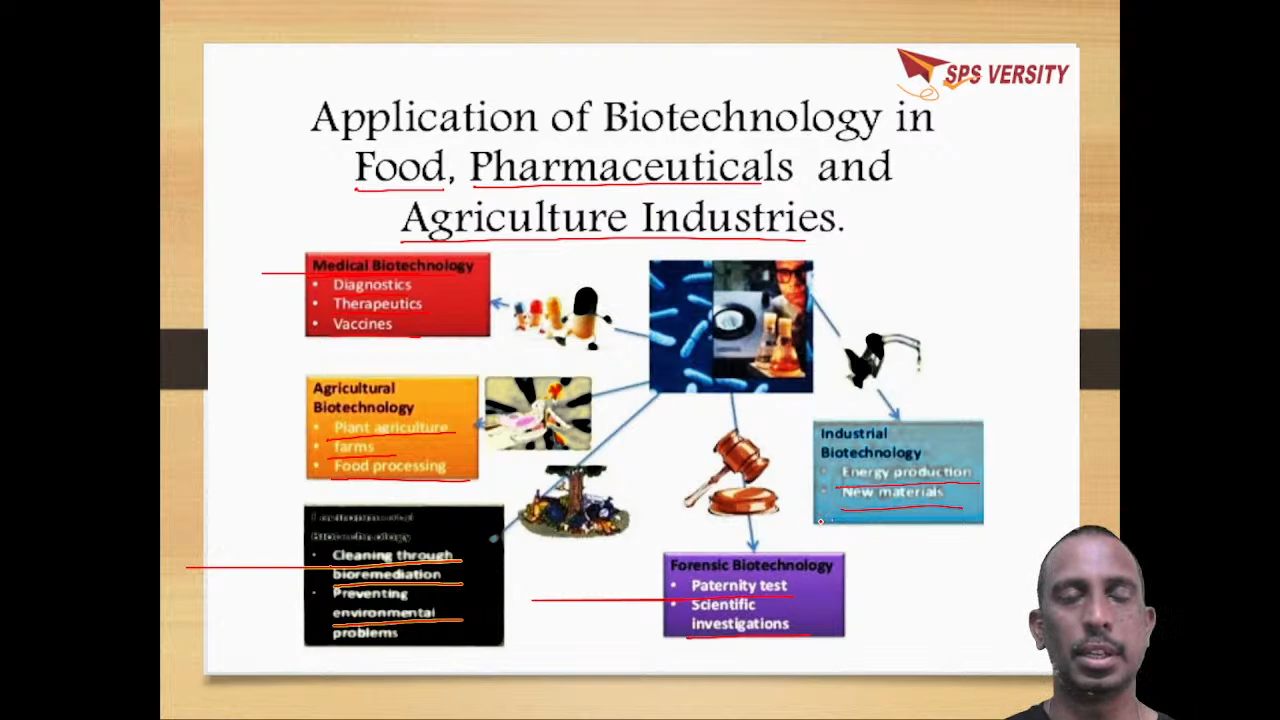 SPS VERSITY
Application of Biotechnology in
Food, Pharmaceuticals and
Agriculture Industries.
Medical Biotechnology
• Diagnostics
• Therapeutics
• Vaccines
Agricultural
Biotechnology
• Plant agriculture
• farms
• Food processing
Environmental
Biotechnology
• Cleaning through
bioremediation
• Preventing
environmental
problems
Forensic Biotechnology
• Paternity test
• Scientific
investigations
Industrial
Biotechnology
• Energy production
• New materials